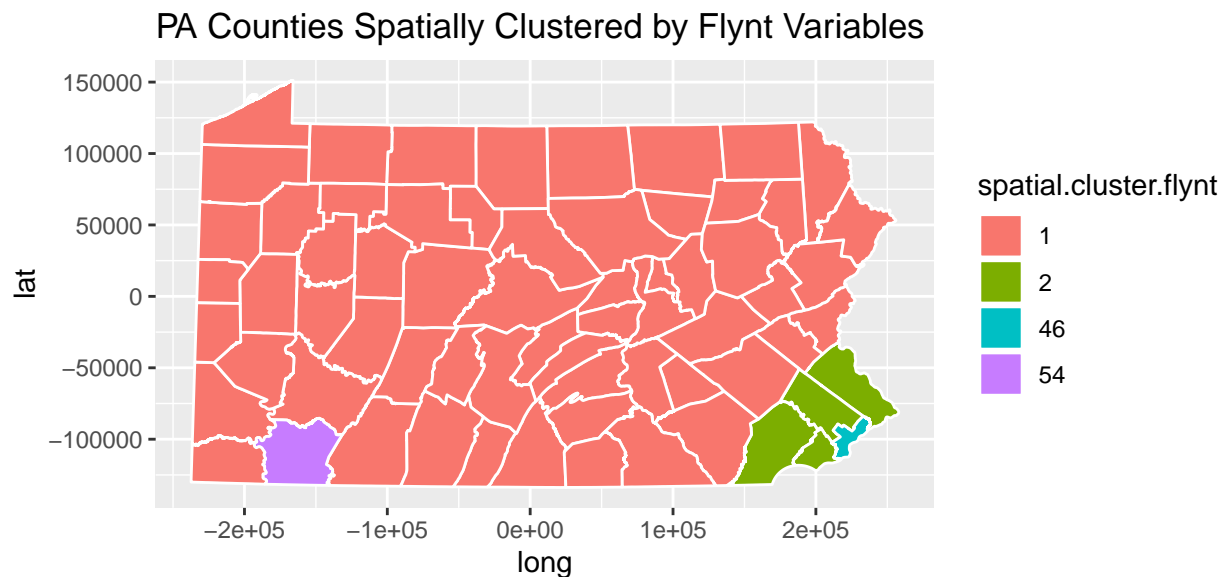 PA Counties Spatially Clustered by Flynt Variables
150000
100000
50000
0
−50000
−100000
lat
−2e+05
−1e+05
0e+00
1e+05
2e+05
long
spatial.cluster.flynt
1
2
46
54